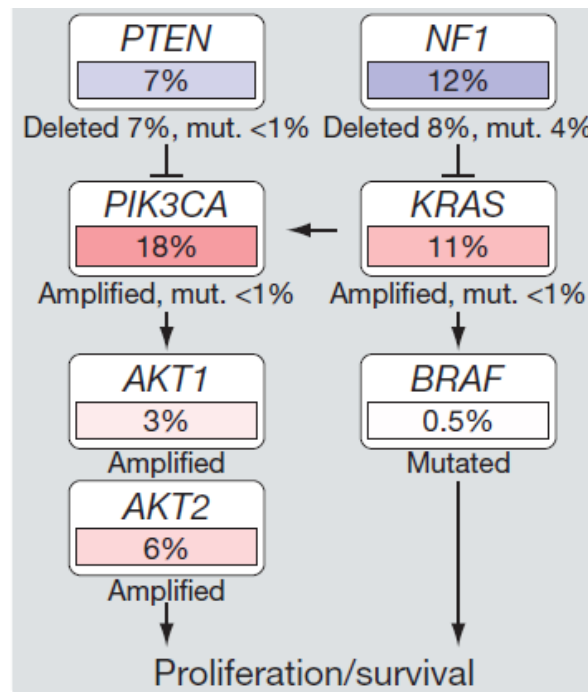 PTEN
7%
Deleted 7%, mut. <1%
NF1
12%
Deleted 8%, mut. 4%
PIK3CA
18%
Amplified, mut. <1%
KRAS
11%
Amplified, mut. <1%
AKT1
3%
Amplified
BRAF
0.5%
Mutated
AKT2
6%
Amplified
Proliferation/survival